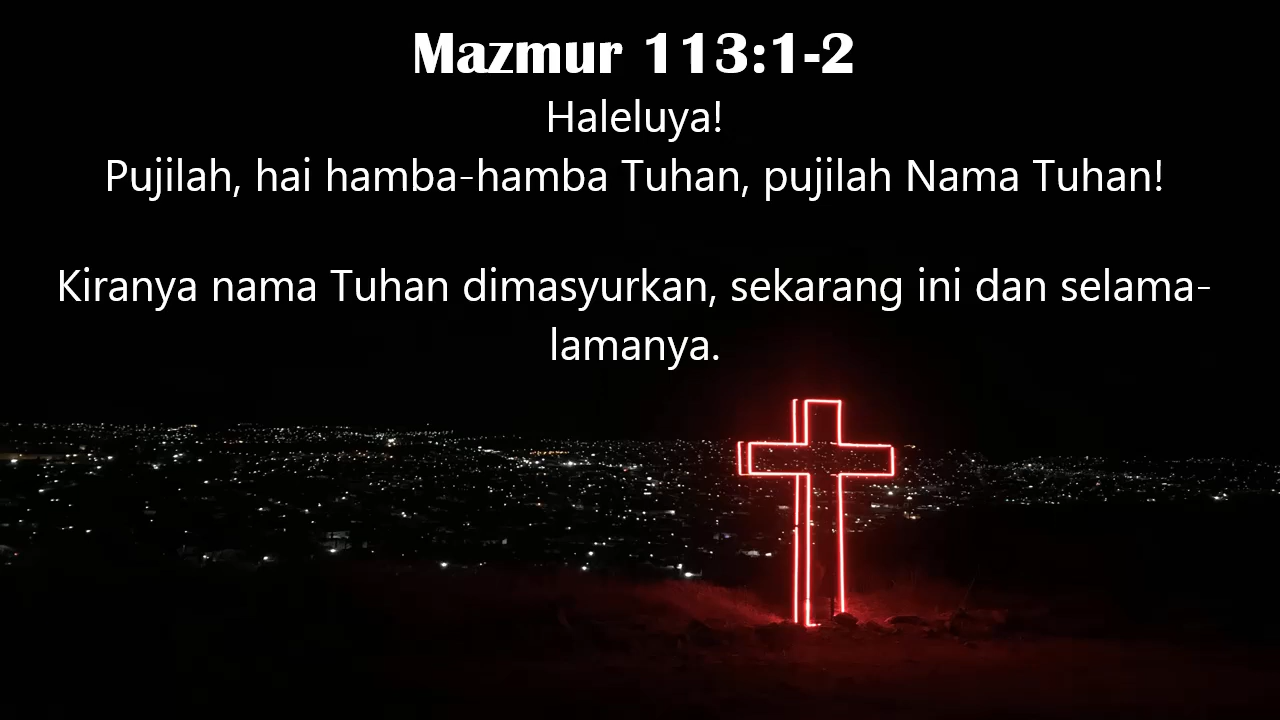 Mazmur 113:1-2
Haleluya!
Pujilah, hai hamba-hamba Tuhan, pujilah Nama Tuhan!
Kiranya nama Tuhan dimasyurkan, sekarang ini dan selama-
lamanya.